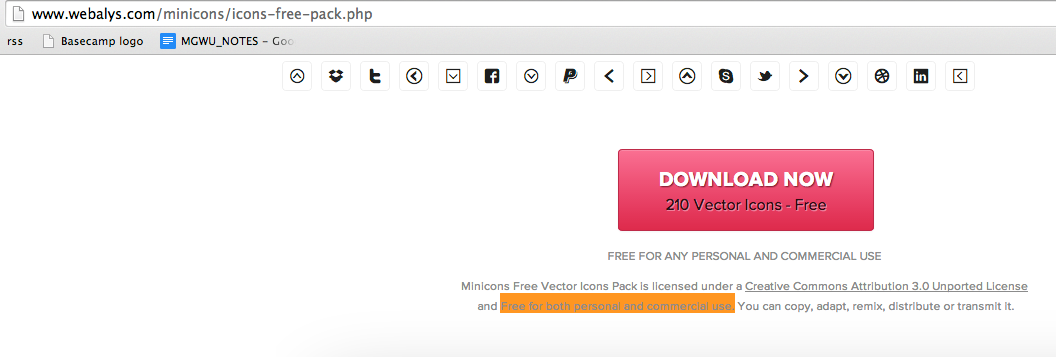 www.webalys.com/minicons/icons-free-pack.php
rss Basecamp logo MGWU_NOTES – Goo
DOWNLOAD NOW
210 Vector Icons - Free
FREE FOR ANY PERSONAL AND COMMERCIAL USE
Minicons Free Vector Icons Pack is licensed under a Creative Commons Attribution 3.0 Unported License
and Free for both personal and commercial use. You can copy, adapt, remix, distribute or transmit it.